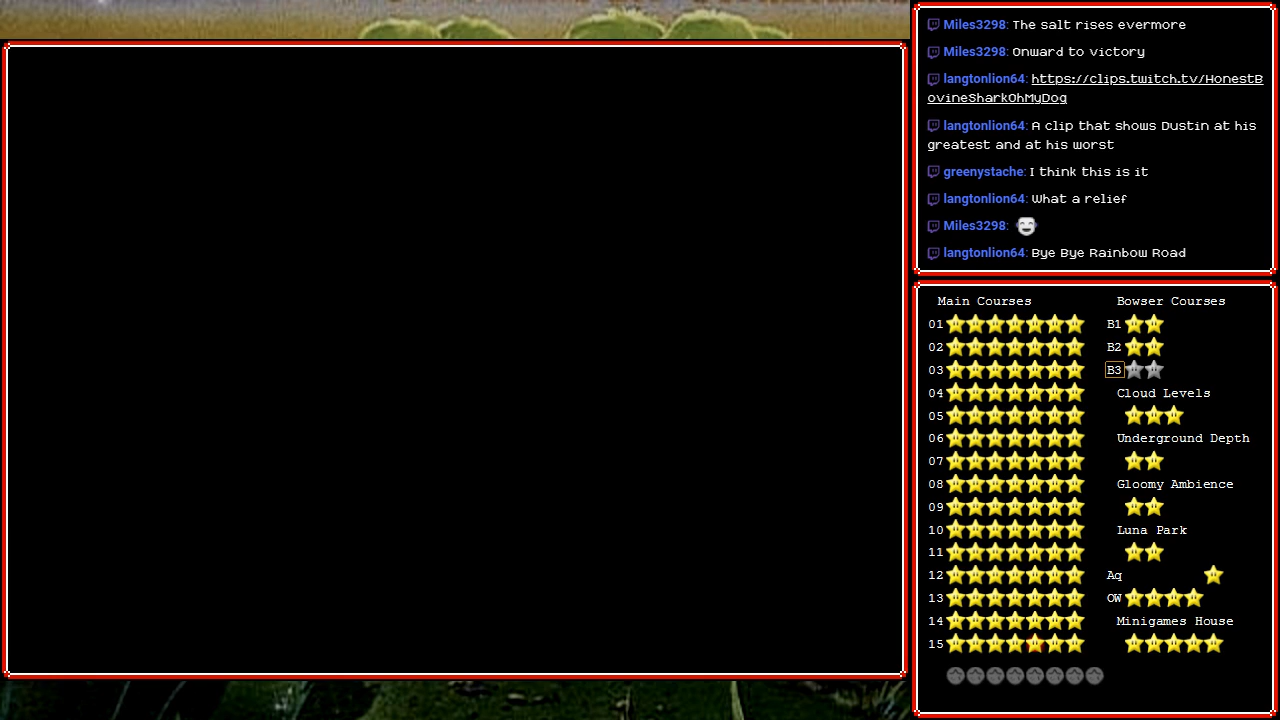 Miles3298: The salt rises evermore
Miles3298: Onward to victory
langtonlion64: https://clips.twitch.tv/HonestB
ovineSharkOhMyDog
langtonlion64: A clip that shows Dustin at his
greatest and at his worst
greenystache: I think this is it
langtonlion64: What a relief
Miles3298:
langtonlion64: Bye Bye Rainbow Road
Main Courses Bowser Courses
01 B1
02 B2
03 B3
04 Cloud Levels
05
06 Underground Depth
07
08 Gloomy Ambience
09
10 Luna Park
11
12 Aq
13 OW
14 Minigames House
15